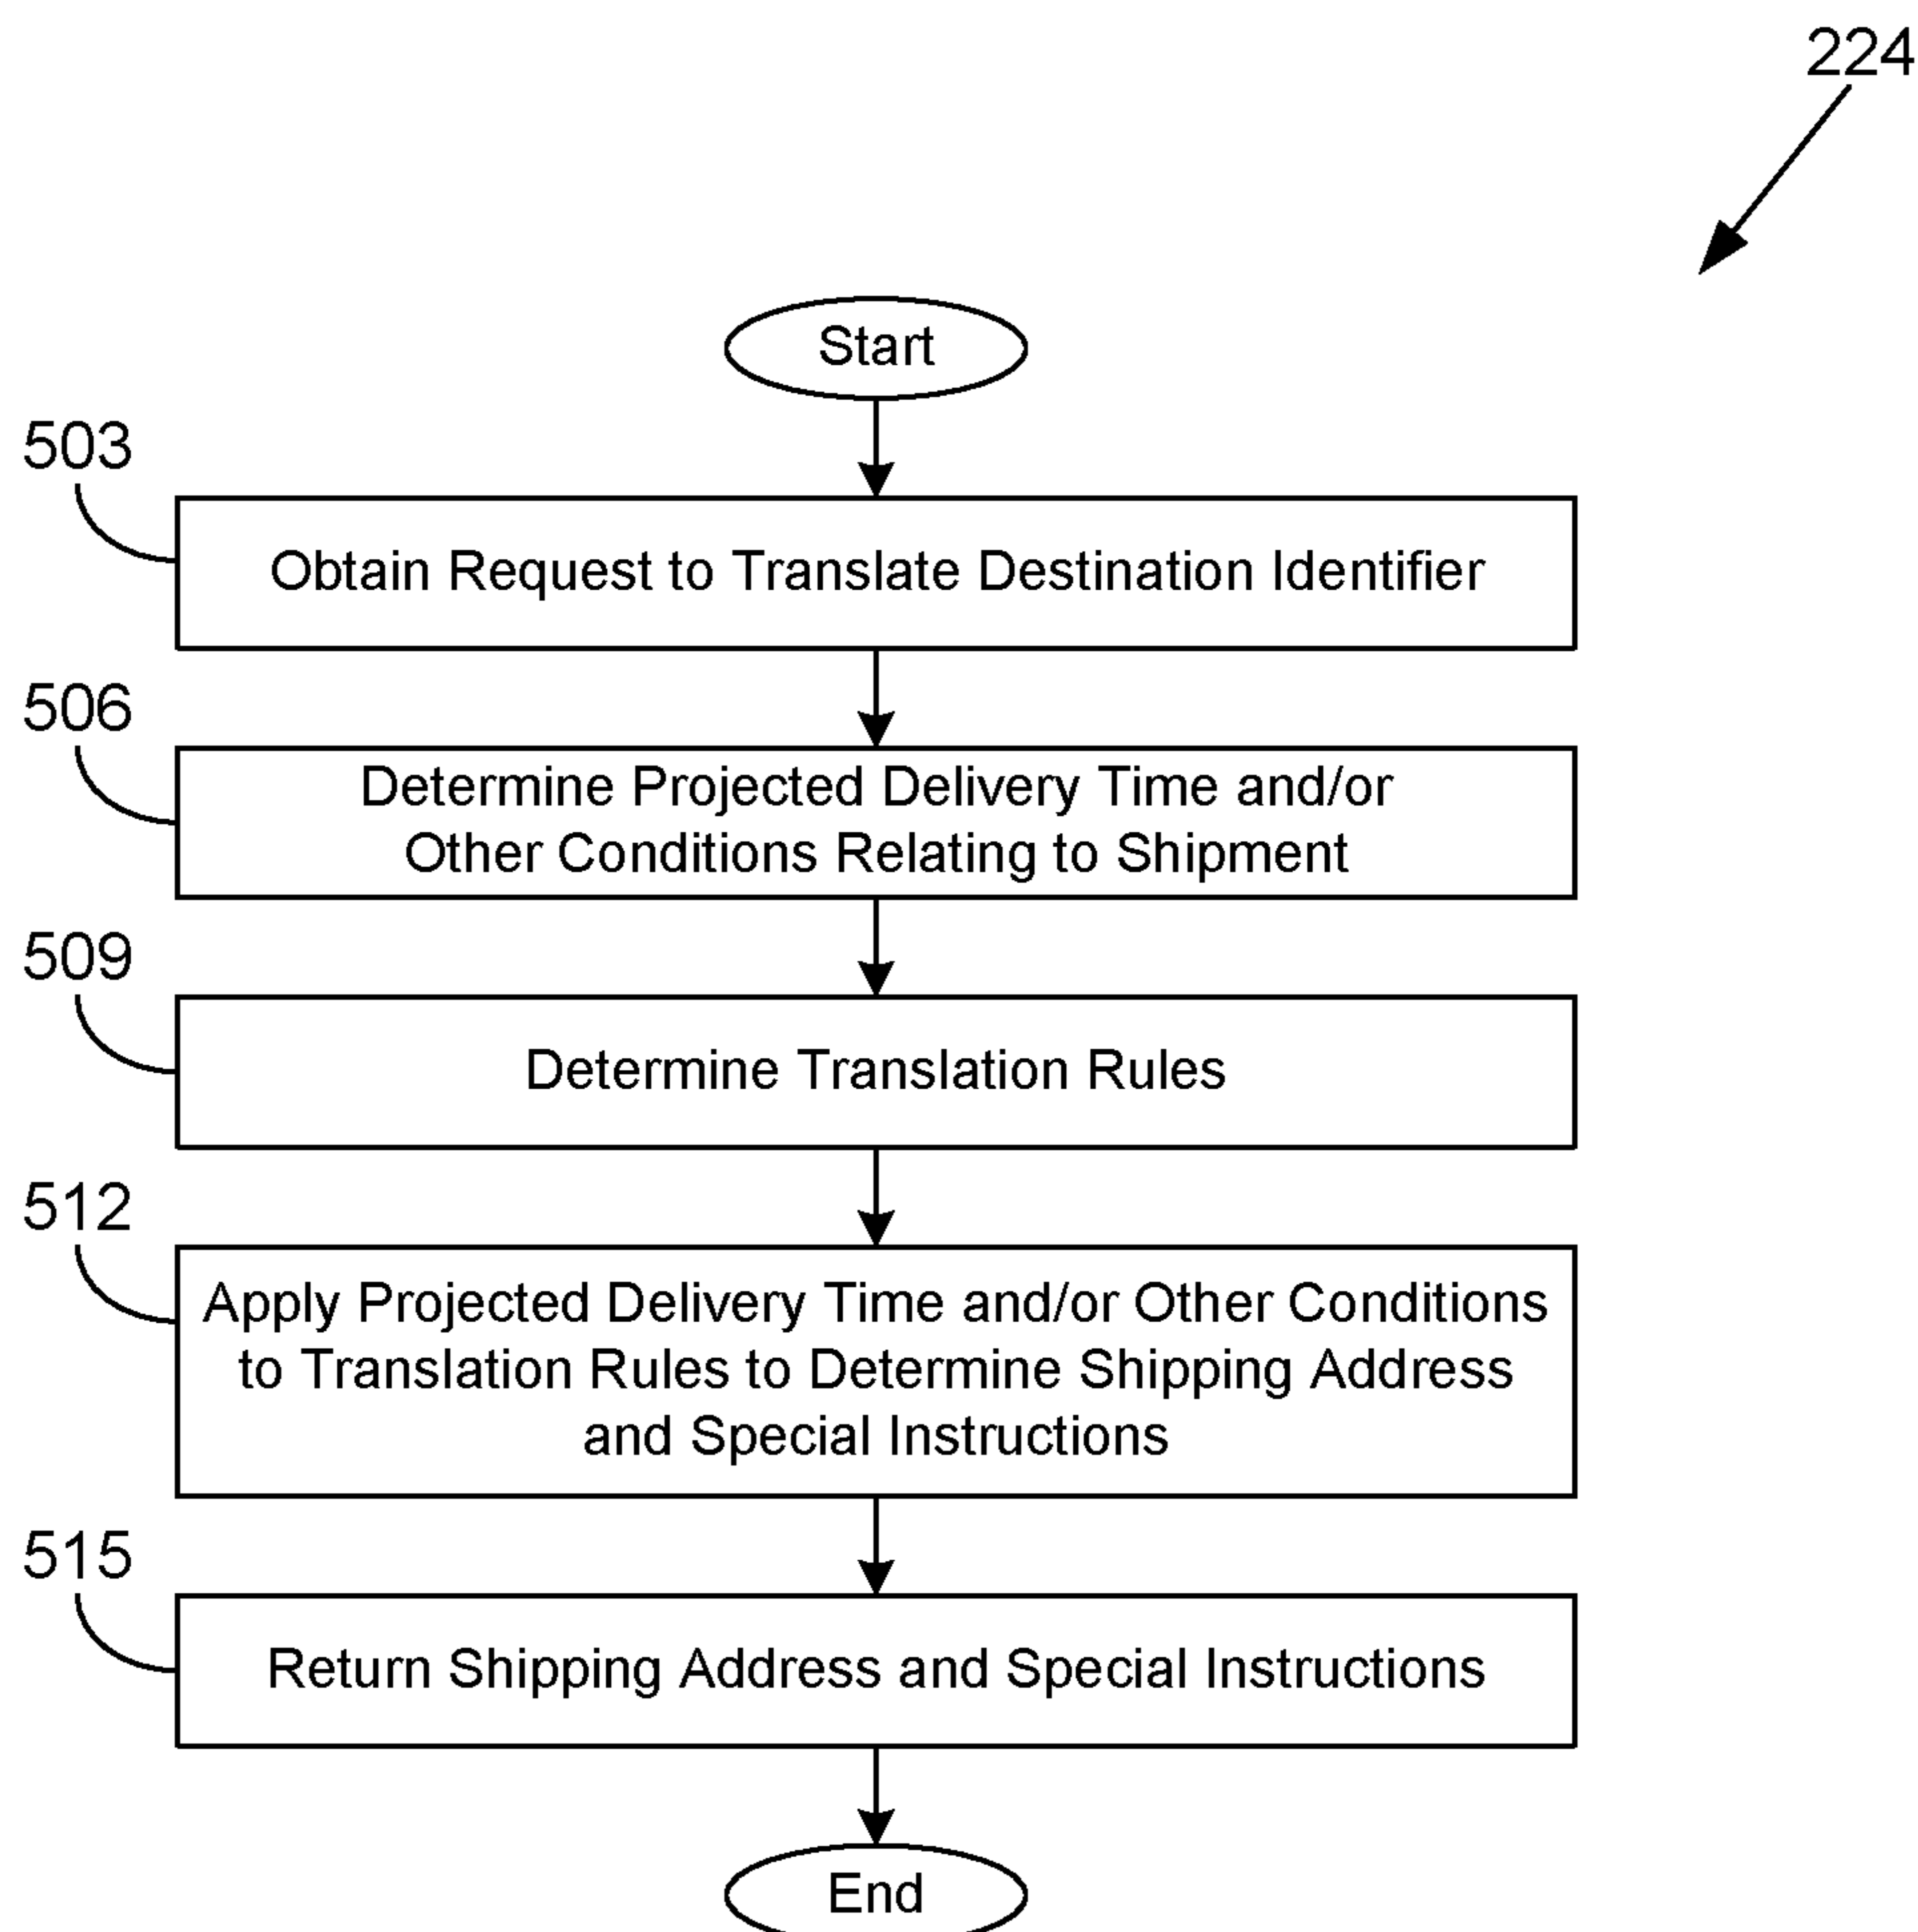 224
Start
503
Obtain Request to Translate Destination Identifier
506
Determine Projected Delivery Time and/or
Other Conditions Relating to Shipment
509
Determine Translation Rules
512
Apply Projected Delivery Time and/or Other Conditions
to Translation Rules to Determine Shipping Address
and Special Instructions
515
Return Shipping Address and Special Instructions
End